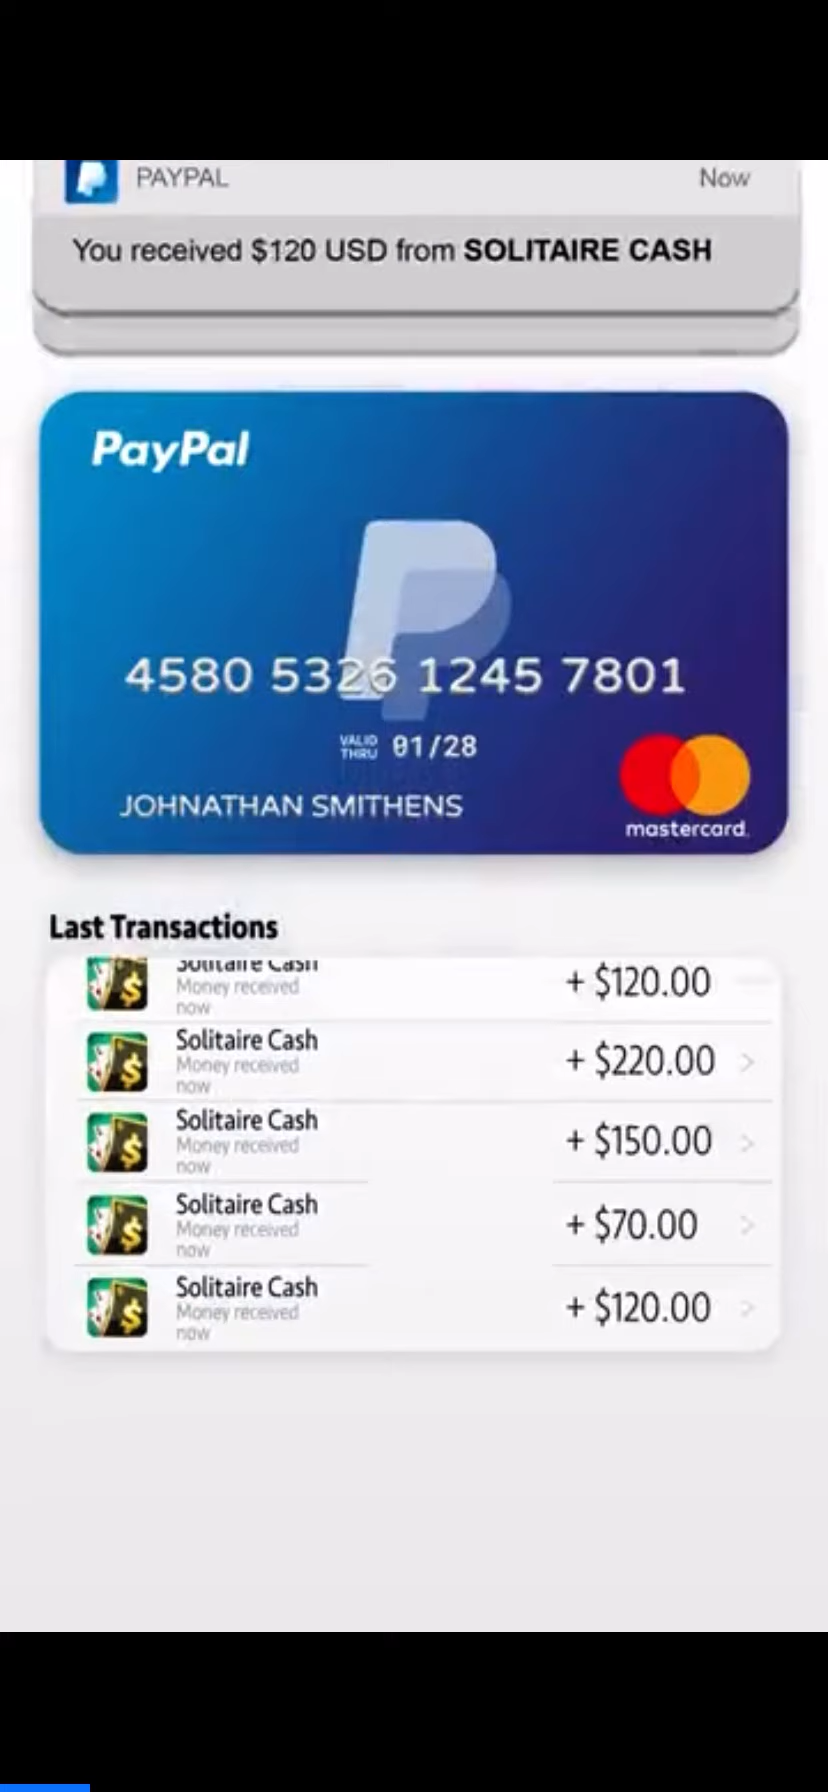 PAYPAL Now
You received $120 USD from SOLITAIRE CASH
PayPal
4580 5326 1245 7801
VALID THRU 01/28
JOHNATHAN SMITHENS
mastercard.
Last Transactions
Solitaire Cash
Money received + $120.00
now
Solitaire Cash
Money received + $220.00
now
Solitaire Cash
Money received + $150.00
now
Solitaire Cash
Money received + $70.00
now
Solitaire Cash
Money received + $120.00
now